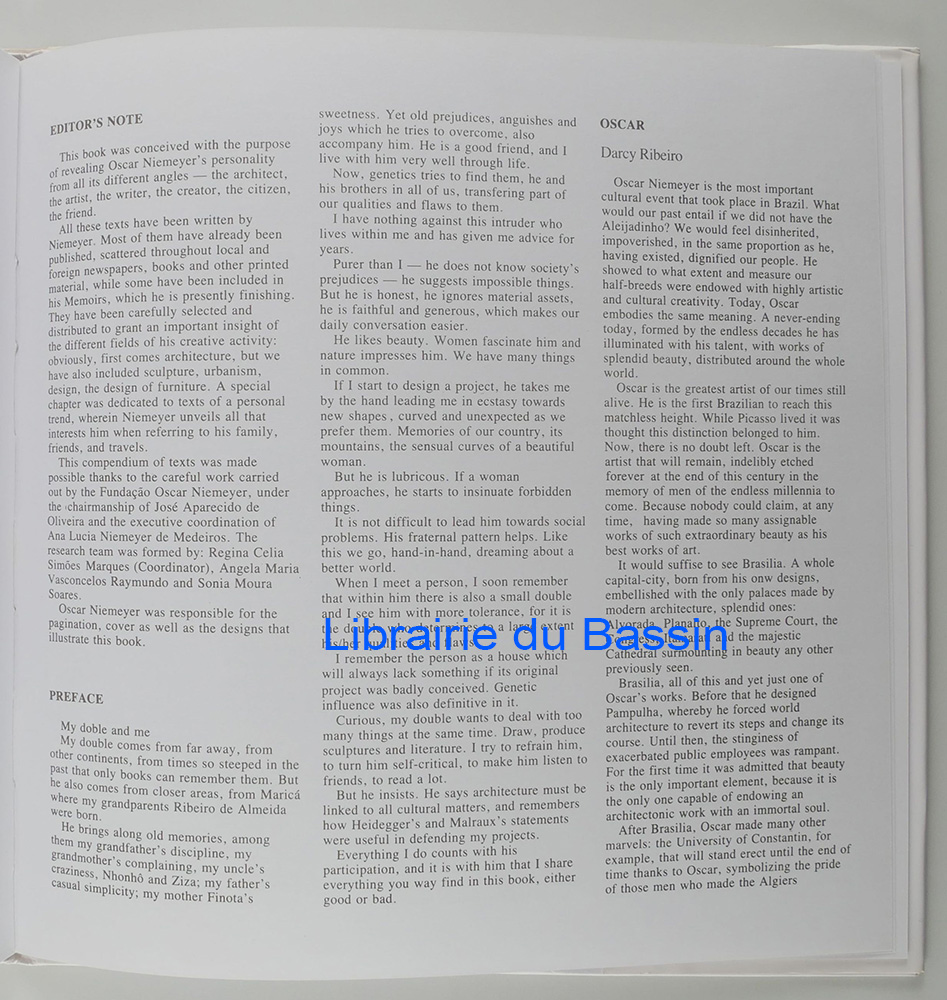 EDITOR'S NOTE
This book was conceived with the purpose
of revealing Oscar Niemeyer's personality
from all its different angles — the architect,
the artist, the writer, the creator, the citizen,
the friend.
All these texts have been written by
Niemeyer. Most of them have already been
published, scattered throughout local and
foreign newspapers, books and other printed
material, while some have been included in
his Memoirs, which he is presently finishing.
They have been carefully selected and
distributed to grant an important insight of
the different fields of his creative activity:
obviously, first comes architecture, but we
have also included sculpture, urbanism,
design, the design of furniture. A special
chapter was dedicated to texts of a personal
trend, wherein Niemeyer unveils all that
interests him when referring to his family,
friends, and travels.
This compendium of texts was made
possible thanks to the careful work carried
out by the Fundação Oscar Niemeyer, under
the chairmanship of José Aparecido de
Oliveira and the executive coordination of
Ana Lucia Niemeyer de Medeiros. The
research team was formed by: Regina Celia
Simões Marques (Coordinator), Angela Maria
Vasconcelos Raymundo and Sonia Moura
Soares.
Oscar Niemeyer was responsible for the
pagination, cover as well as the designs that
illustrate this book.
PREFACE
My doble and me
My double comes from far away, from
other continents, from times so steeped in the
past that only books can remember them. But
he also comes from closer areas, from Maricá
where my grandparents Ribeiro de Almeida
were born.
He brings along old memories, among
them my grandfather's discipline, my
grandmother's complaining, my uncle's
craziness, Nhonhô and Ziza; my father's
casual simplicity; my mother Finota's
sweetness. Yet old prejudices, anguishes and
joys which he tries to overcome, also
accompany him. He is a good friend, and I
live with him very well through life.
Now, genetics tries to find them, he and
his brothers in all of us, transfering part of
our qualities and flaws to them.
I have nothing against this intruder who
lives within me and has given me advice for
years.
Purer than I — he does not know society's
prejudices — he suggests impossible things.
But he is honest, he ignores material assets,
he is faithful and generous, which makes our
daily conversation easier.
He likes beauty. Women fascinate him and
nature impresses him. We have many things
in common.
If I start to design a project, he takes me
by the hand leading me in ecstasy towards
new shapes, curved and unexpected as we
prefer them. Memories of our country, its
mountains, the sensual curves of a beautiful
woman.
But he is lubricous. If a woman
approaches, he starts to insinuate forbidden
things.
It is not difficult to lead him towards social
problems. His fraternal pattern helps. Like
this we go, hand-in-hand, dreaming about a
better world.
When I meet a person, I soon remember
that within him there is also a small double
and I see him with more tolerance, for it is
the double who determines to a large extent
his/her
I remember the person as a house which
will always lack something if its original
project was badly conceived. Genetic
influence was also definitive in it.
Curious, my double wants to deal with too
many things at the same time. Draw, produce
sculptures and literature. I try to refrain him,
to turn him self-critical, to make him listen to
friends, to read a lot.
But he insists. He says architecture must be
linked to all cultural matters, and remembers
how Heidegger's and Malraux's statements
were useful in defending my projects.
Everything I do counts with his
participation, and it is with him that I share
everything you way find in this book, either
good or bad.
OSCAR
Darcy Ribeiro
Oscar Niemeyer is the most important
cultural event that took place in Brazil. What
would our past entail if we did not have the
Aleijadinho? We would feel disinherited,
impoverished, in the same proportion as he,
having existed, dignified our people. He
showed to what extent and measure our
half-breeds were endowed with highly artistic
and cultural creativity. Today, Oscar
embodies the same meaning. A never-ending
today, formed by the endless decades he has
illuminated with his talent, with works of
splendid beauty, distributed around the whole
world.
Oscar is the greatest artist of our times still
alive. He is the first Brazilian to reach this
matchless height. While Picasso lived it was
thought this distinction belonged to him.
Now, there is no doubt left. Oscar is the
artist that will remain, indelibly etched
forever at the end of this century in the
memory of men of the endless millennia to
come. Because nobody could claim, at any
time, having made so many assignable
works of such extraordinary beauty as his
best works of art.
It would suffise to see Brasilia. A whole
capital-city, born from his onw designs,
embellished with the only palaces made by
modern architecture, splendid ones:
Alvorada, Planalto, the Supreme Court, the
Congress, Itamarati and the majestic
Cathedral surmounting in beauty any other
previously seen.
Brasilia, all of this and yet just one of
Oscar's works. Before that he designed
Pampulha, whereby he forced world
architecture to revert its steps and change its
course. Until then, the stinginess of
exacerbated public employees was rampant.
For the first time it was admitted that beauty
is the only important element, because it is
the only one capable of endowing an
architectonic work with an immortal soul.
After Brasilia, Oscar made many other
marvels: the University of Constantin, for
example, that will stand erect until the end of
time thanks to Oscar, symbolizing the pride
of those men who made the Algiers
Librairie du Bassin